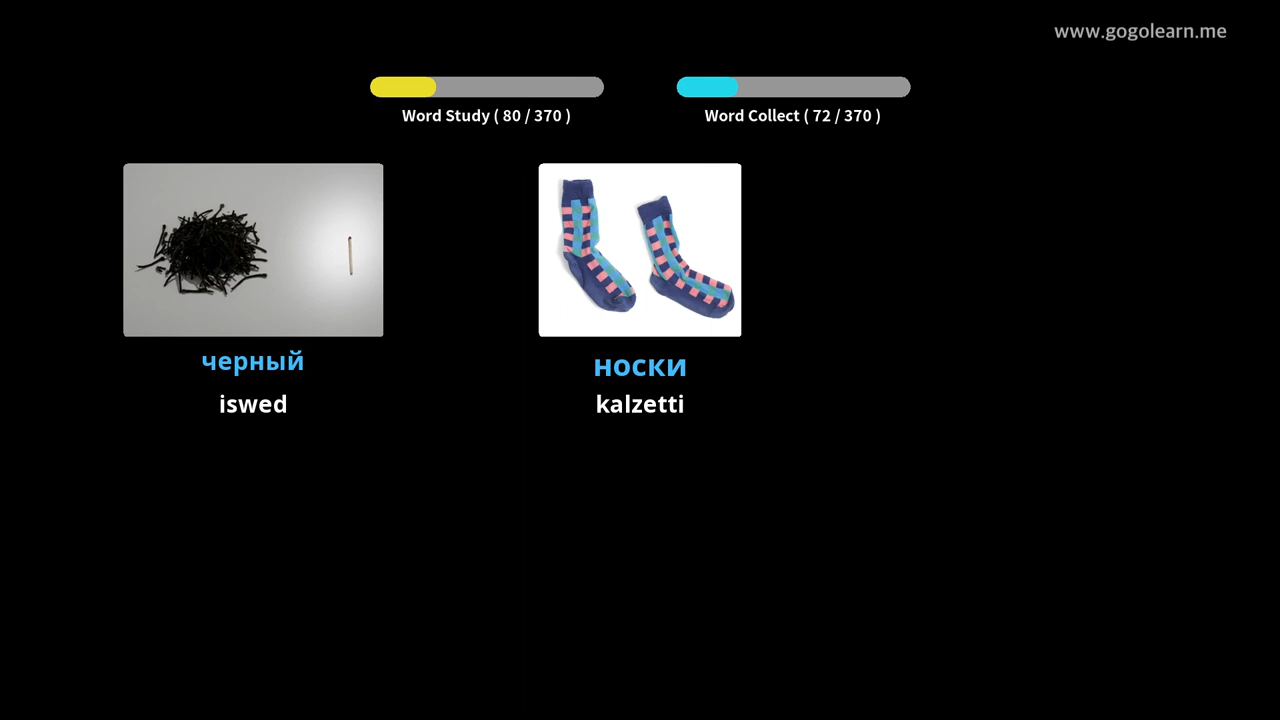 www.gogolearn.me
Word Study ( 80 / 370 )
Word Collect ( 72 / 370 )
черный
iswed
носки
kalzetti